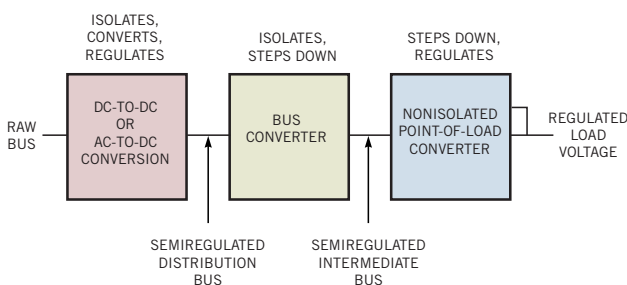 ISOLATES,
CONVERTS,
REGULATES
ISOLATES,
STEPS DOWN
STEPS DOWN,
REGULATES
RAW
BUS
DC-TO-DC
OR
AC-TO-DC
CONVERSION
BUS
CONVERTER
NONISOLATED
POINT-OF-LOAD
CONVERTER
REGULATED
LOAD
VOLTAGE
SEMIREGULATED
DISTRIBUTION
BUS
SEMIREGULATED
INTERMEDIATE
BUS